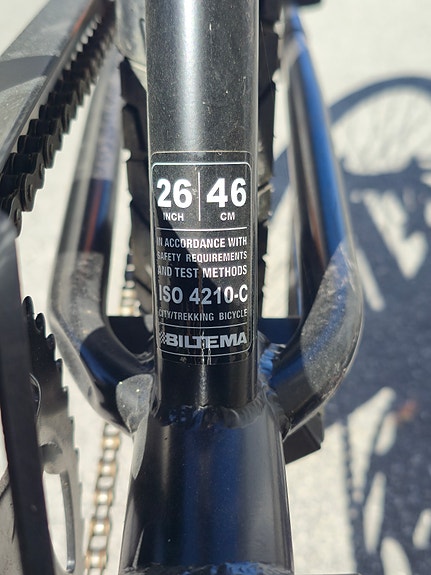 26 46
INCH CM
IN ACCORDANCE WITH
SAFETY REQUIREMENTS
AND TEST METHODS
ISO 4210-C
CITY/TREKKING BICYCLE
BILTEMA